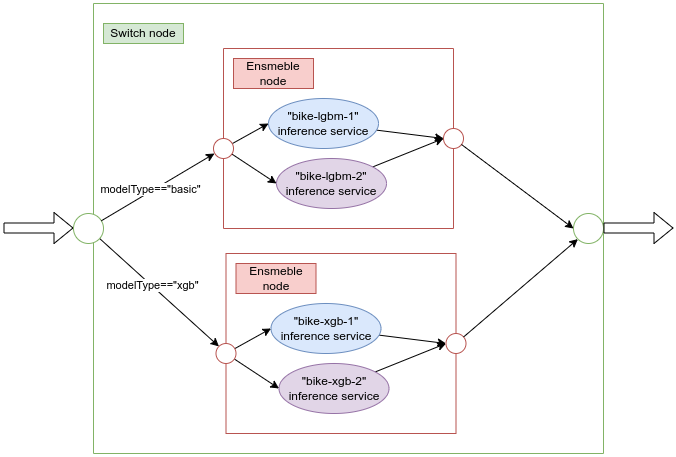 Switch node
Ensmeble
node
"bike-lgbm-1"
inference service
"bike-lgbm-2"
inference service
modelType=="basic"
modelType=="xgb"
Ensmeble
node
"bike-xgb-1"
inference service
"bike-xgb-2"
inference service